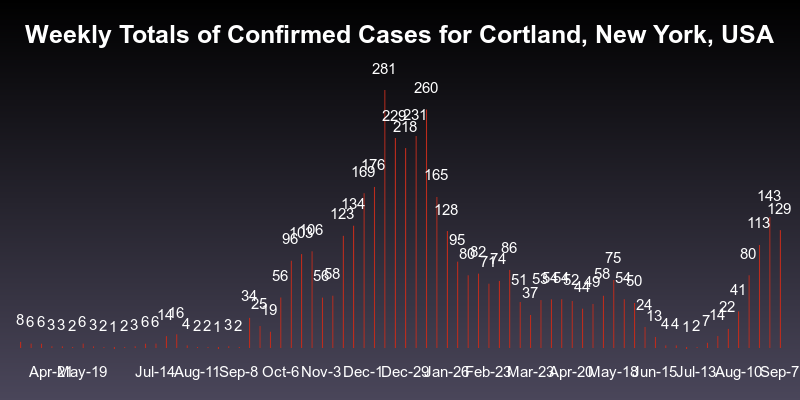 Weekly Totals of Confirmed Cases for Cortland, New York, USA
8 6 6 3 3 2 6 3 2 1 2 3 6 6 14 16 4 2 2 1 3 2 34 25 19 56 96 103 106 56 58 123 134 169 176 281 229 218 231 260 165 128 95 80 82 71 74 86 51 37 53 54 54 52 44 49 58 75 54 50 24 13 4 4 1 2 7 14 22 41 80 113 143 129
Apr-21 May-19 Jul-14 Aug-11 Sep-8 Oct-6 Nov-3 Dec-1 Dec-29 Jan-26 Feb-23 Mar-23 Apr-20 May-18 Jun-15 Jul-13 Aug-10 Sep-7